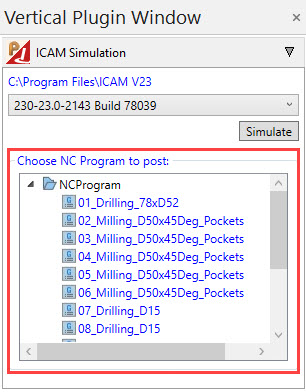 Vertical Plugin Window
ICAM Simulation
C:\Program Files\ICAM V23
230-23.0-2143 Build 78039
Simulate
Choose NC Program to post:
NCProgram
01_Milling_78xD52
02_Milling_D50x45Deg_Pockets
03_Milling_D50x45Deg_Pockets
04_Milling_D50x45Deg_Pockets
05_Milling_D50x45Deg_Pockets
06_Milling_D50x45Deg_Pockets
07_Drilling_D15
08_Drilling_D15